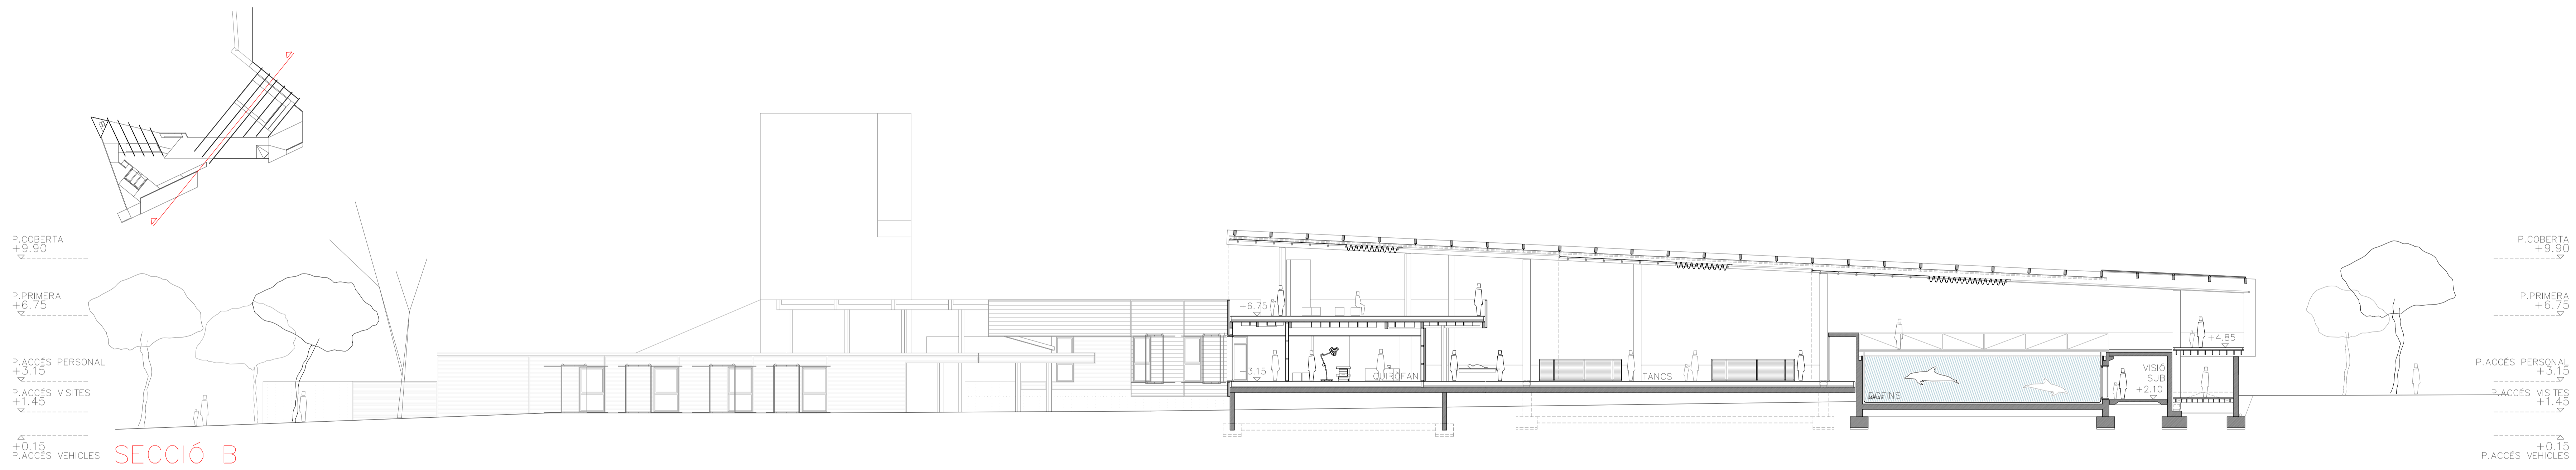 P.COBERTA
+9.90
P.PRIMERA
+6.75
P.ACCÉS PERSONAL
+3.15
P.ACCÉS VISITES
+1.45
+0.15
P.ACCÉS VEHICLES
SECCIÓ B
+6.75
+3.15
QUIRÒFAN
TANCS
DOFINS
DOFINS
VISIÓ
SUB
+2.10
+4.85
P.COBERTA
+9.90
P.PRIMERA
+6.75
P.ACCÉS PERSONAL
+3.15
P.ACCÉS VISITES
+1.45
+0.15
P.ACCÉS VEHICLES